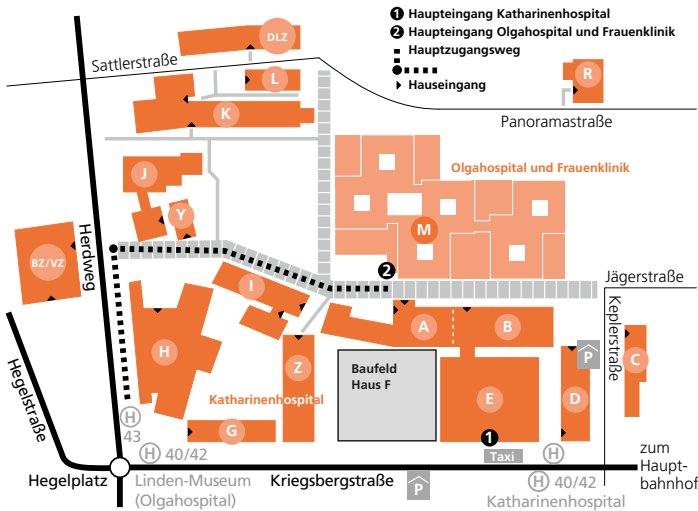 1 Haupteingang Katharinenhospital
2 Haupteingang Olgahospital und Frauenklinik
Hauptzugangsweg
Hauseingang
DLZ
Sattlerstraße
L
R
K
Panoramastraße
Olgahospital und Frauenklinik
J
Y
M
BZ/VZ
Herdweg
2
Jägerstraße
I
Keplerstraße
A
B
H
Z
Baufeld
Haus F
P
C
Hegelstraße
Katharinenhospital
E
D
G
H
43
1
H 40/42
Taxi
H
zum
Haupt-
bahnhof
Hegelplatz
Linden-Museum
(Olgahospital)
Kriegsbergstraße
P
H 40/42
Katharinenhospital